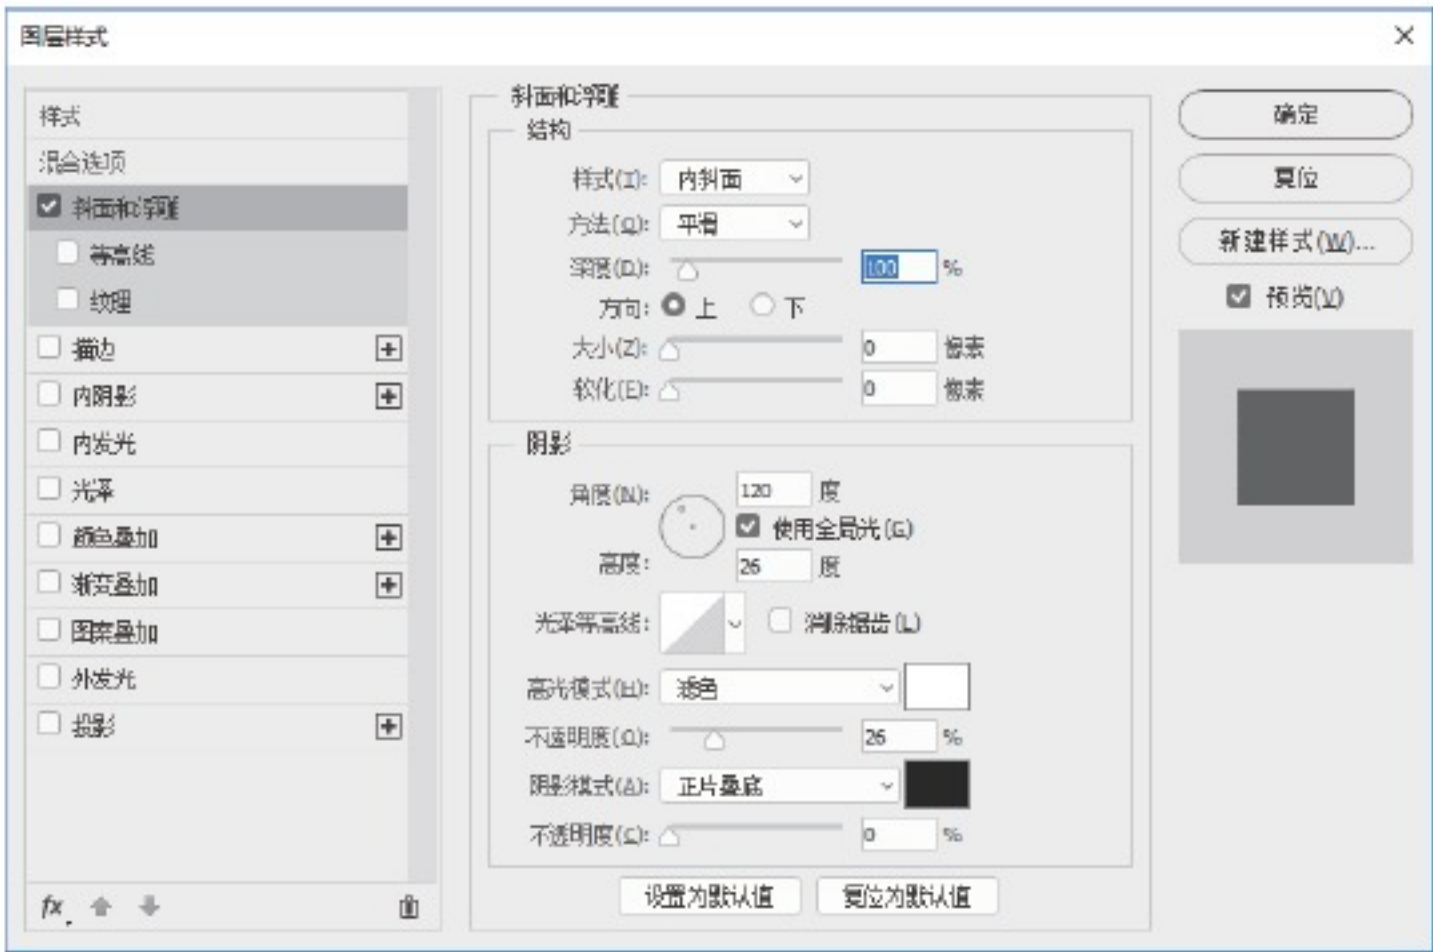 图层样式
样式
混合选项
斜面和浮雕
等高线
纹理
描边
内阴影
内发光
光泽
颜色叠加
渐变叠加
图案叠加
外发光
投影
fx
斜面和浮雕
结构
样式(T): 内斜面
方法(Q): 平滑
深度(D): 100 %
方向: 上 下
大小(Z): 0 像素
软化(F): 0 像素
阴影
角度(N): 120 度
使用全局光(G)
高度: 26 度
光泽等高线: 消除锯齿(L)
高光模式(H): 滤色
不透明度(O): 26 %
阴影模式(A): 正片叠底
不透明度(C): 0 %
设置为默认值 复位为默认值
确定
复位
新建样式(W)...
预览(V)